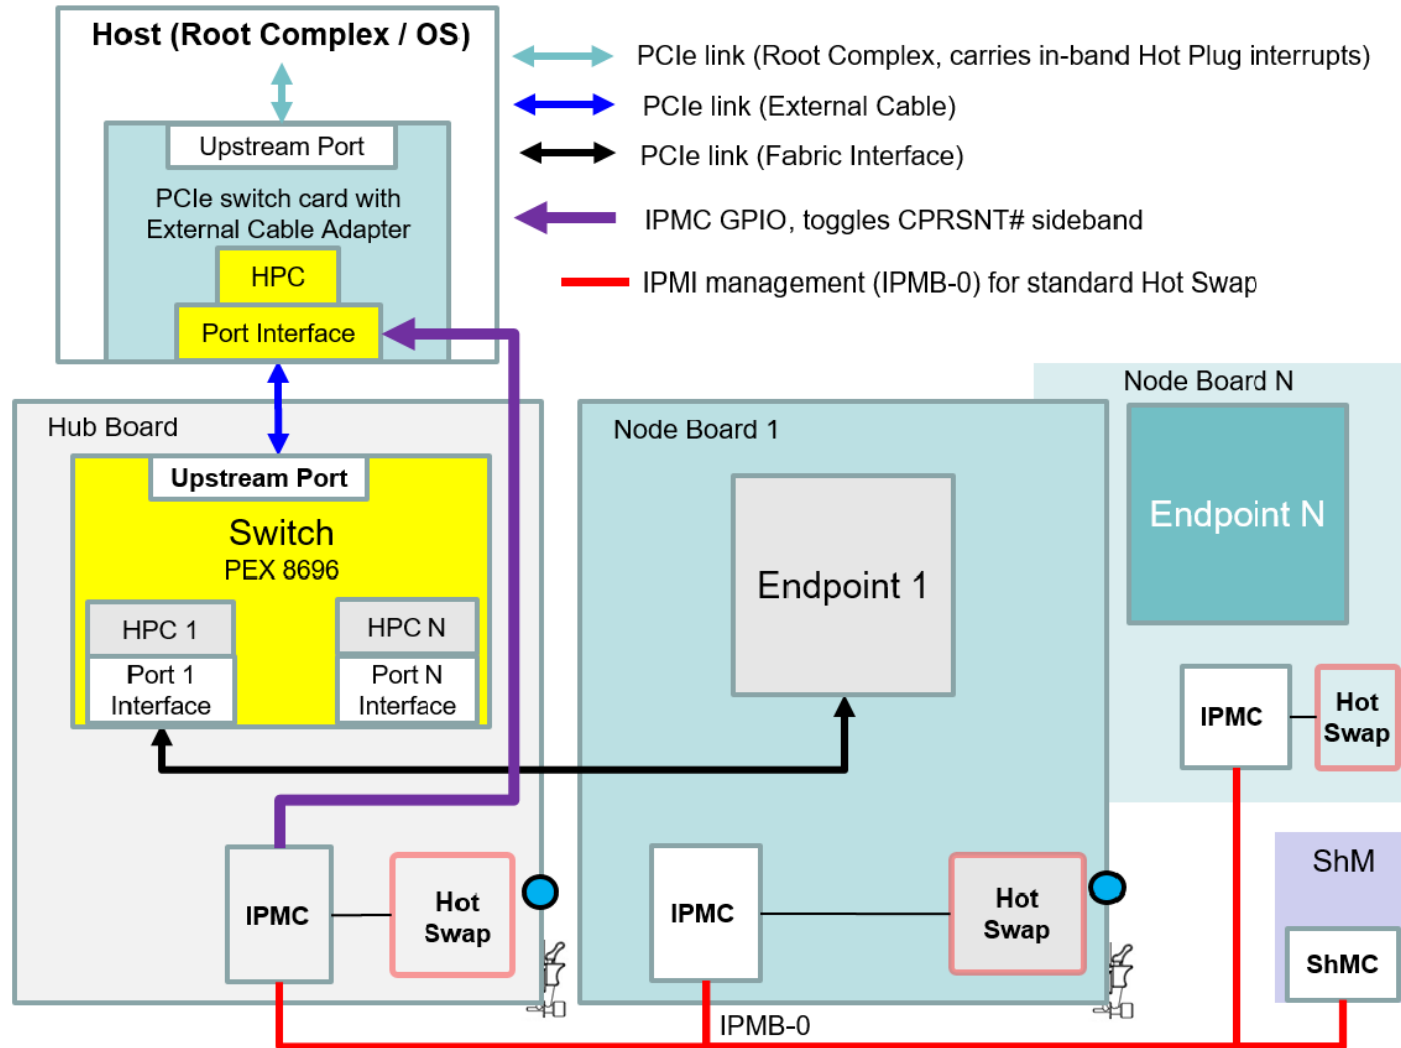 Host (Root Complex / OS)
PCIe link (Root Complex, carries in-band Hot Plug interrupts)
PCIe link (External Cable)
PCIe link (Fabric Interface)
IPMC GPIO, toggles CPRSNT# sideband
IPMI management (IPMB-0) for standard Hot Swap
Upstream Port
PCIe switch card with
External Cable Adapter
HPC
Port Interface
Hub Board
Upstream Port
Switch
PEX 8696
HPC 1
Port 1
Interface
HPC N
Port N
Interface
IPMC
Hot
Swap
Node Board 1
Endpoint 1
IPMC
Hot
Swap
Node Board N
Endpoint N
IPMC
Hot
Swap
ShM
ShMC
IPMB-0